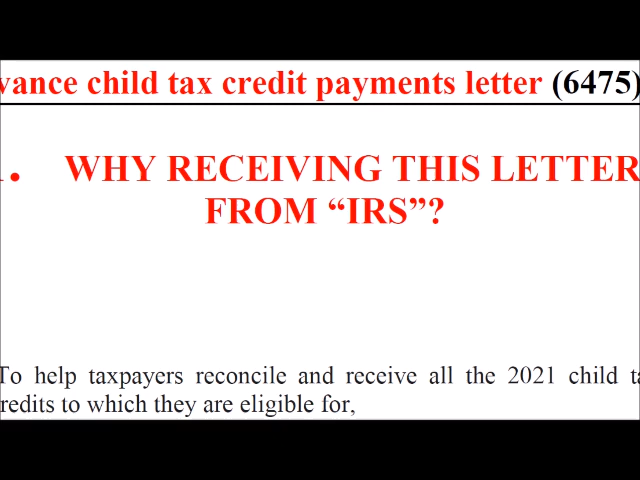 vance child tax credit payments letter (6475)
. WHY RECEIVING THIS LETTER
FROM “IRS”?
To help taxpayers reconcile and receive all the 2021 child ta
redits to which they are eligible for,